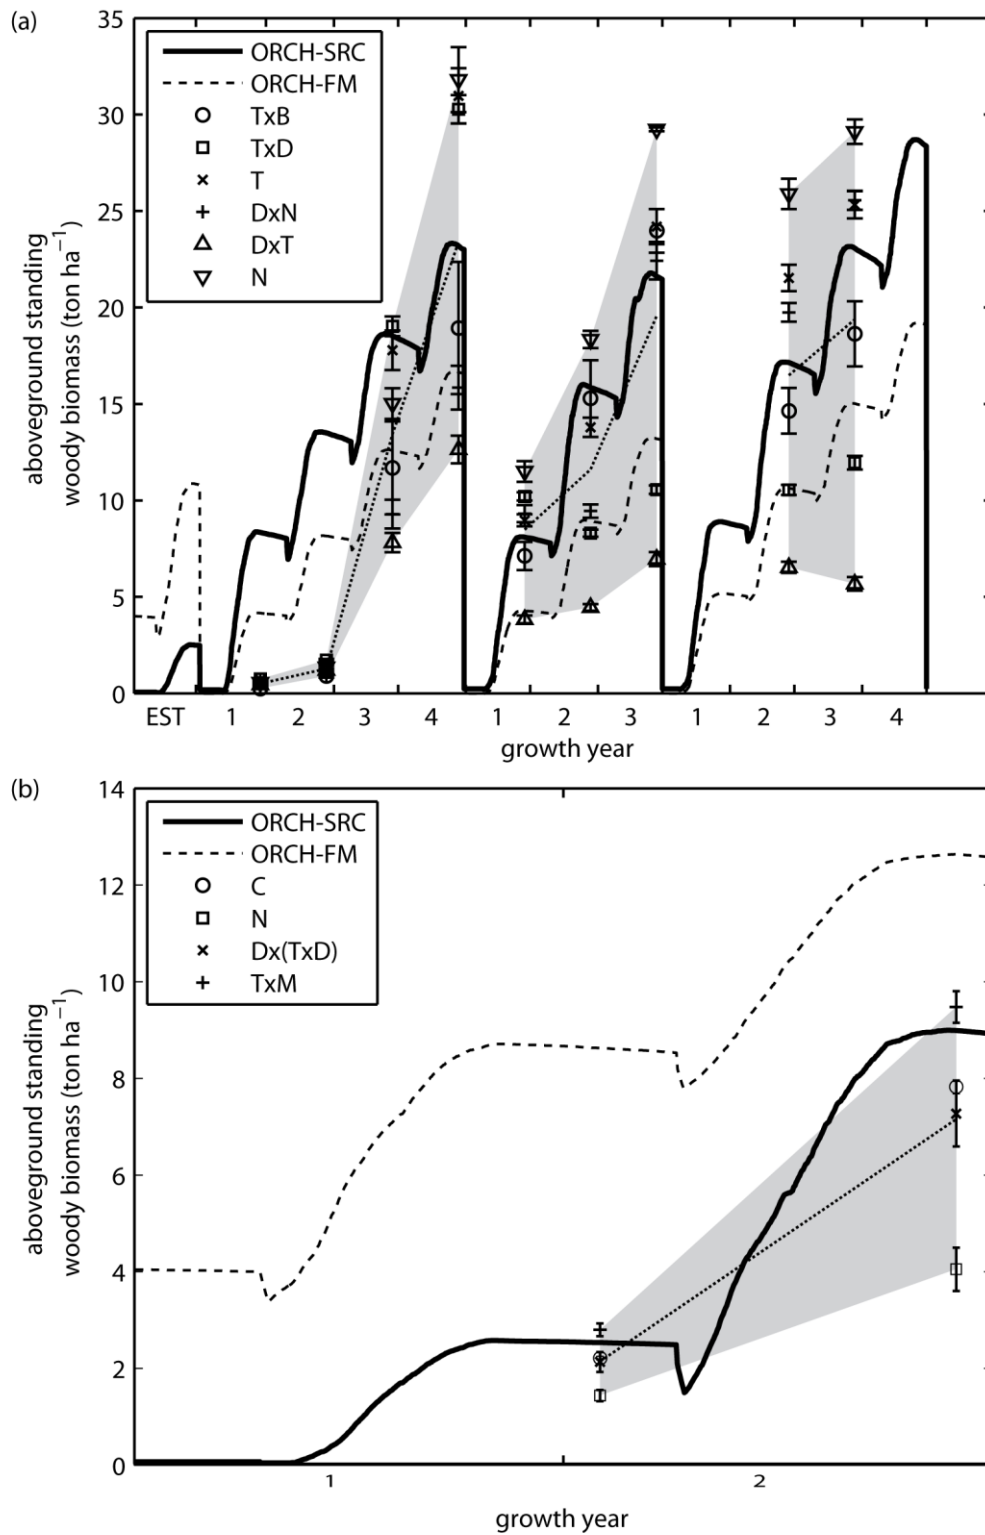 (a)
35
30
25
20
15
10
5
0
aboveground standing
woody biomass (ton ha⁻¹)
ORCH-SRC
ORCH-FM
TxB
TxD
T
DxN
DxT
N
EST 1 2 3 4 1 2 3 1 2 3 4
growth year
(b)
14
12
10
8
6
4
2
0
aboveground standing
woody biomass (ton ha⁻¹)
ORCH-SRC
ORCH-FM
C
N
Dx(TxD)
TxM
1 2
growth year